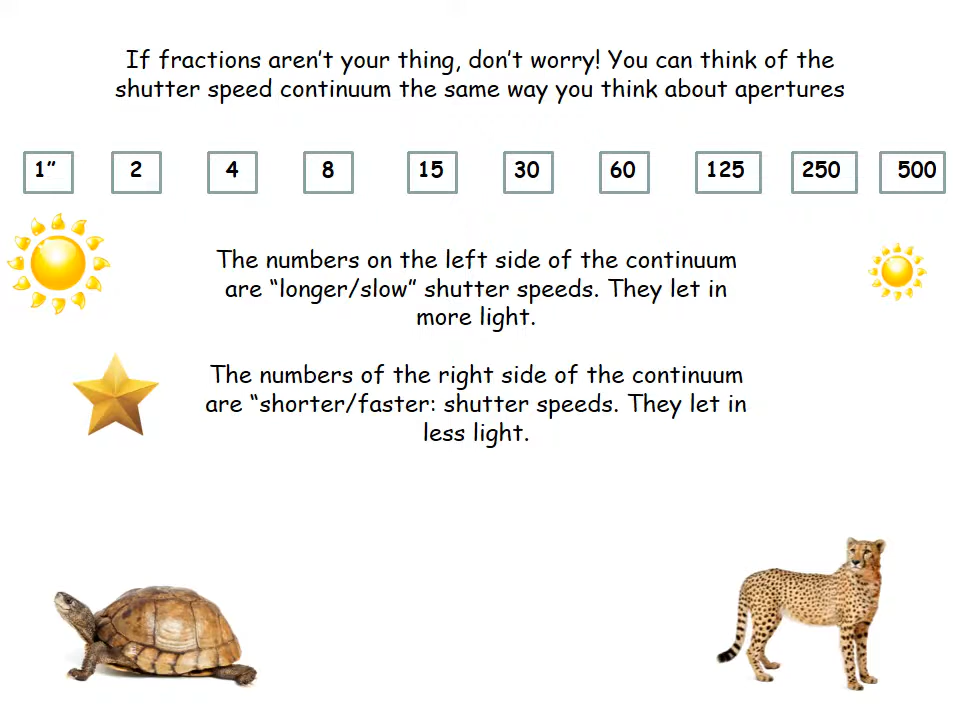 If fractions aren't your thing, don't worry! You can think of the
shutter speed continuum the same way you think about apertures
1" 2 4 8 15 30 60 125 250 500
The numbers on the left side of the continuum
are “longer/slow” shutter speeds. They let in
more light.
The numbers of the right side of the continuum
are “shorter/faster: shutter speeds. They let in
less light.